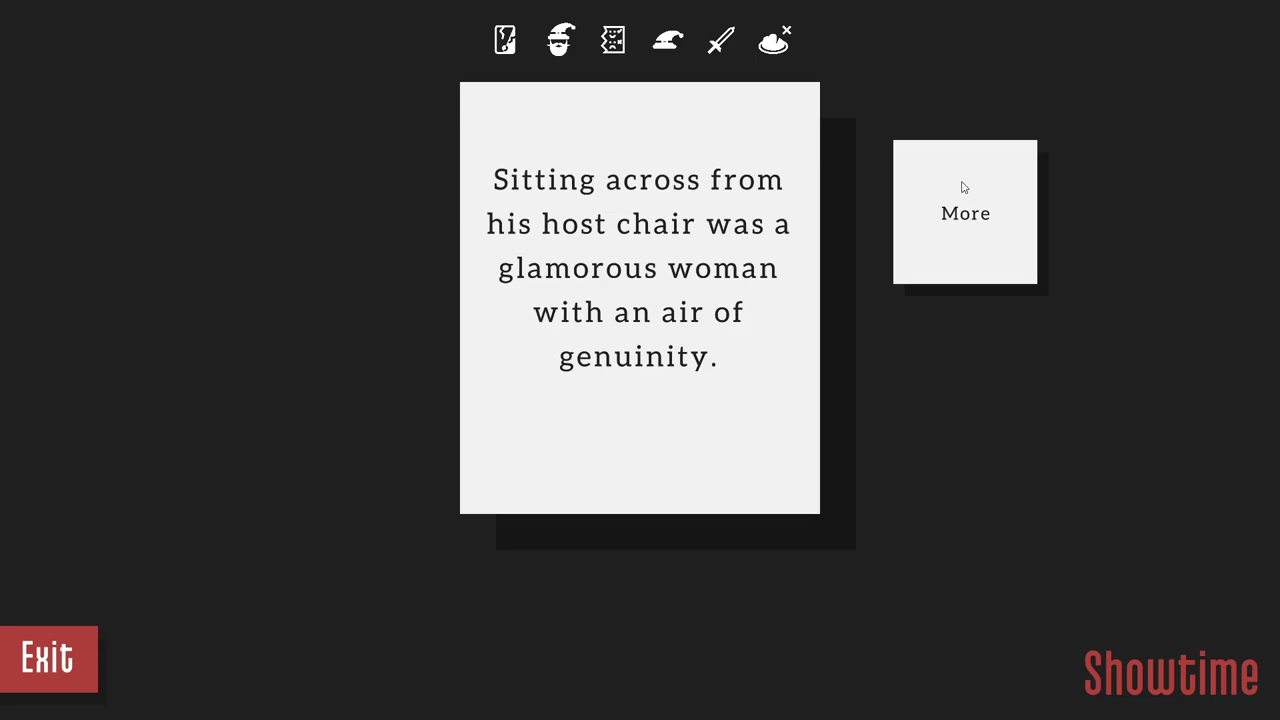 Sitting across from
his host chair was a
glamorous woman
with an air of
genuinity.
More
Exit
Showtime